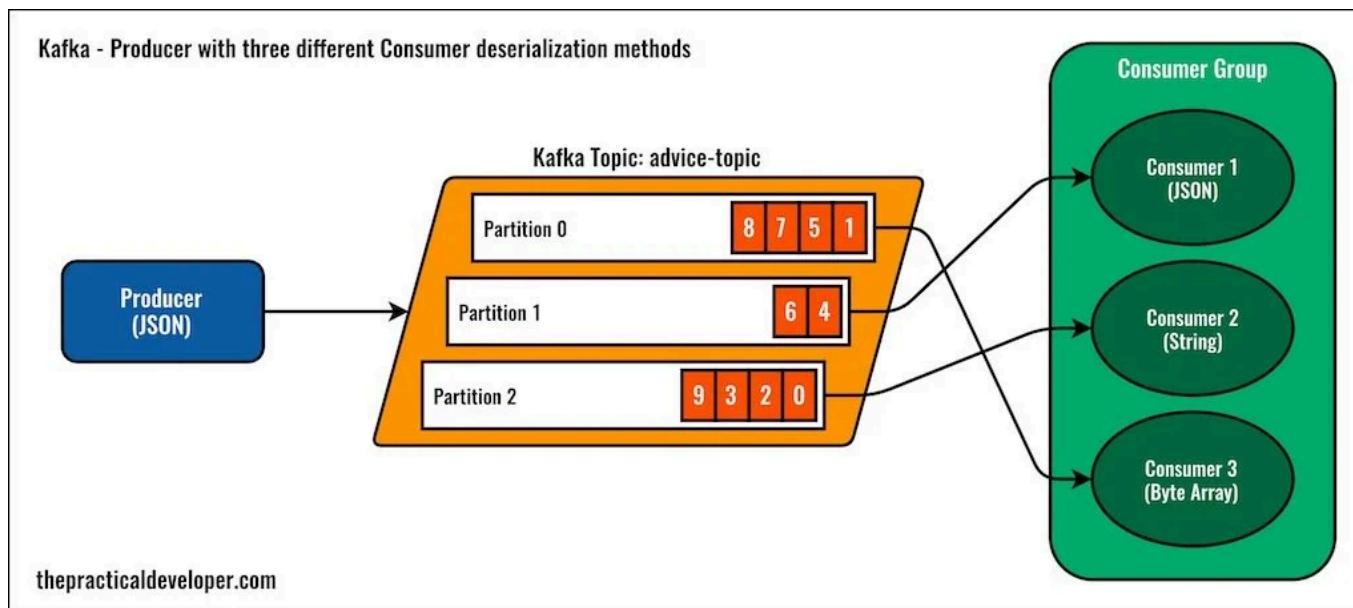 Kafka - Producer with three different Consumer deserialization methods
Consumer Group
Kafka Topic: advice-topic
Consumer 1
(JSON)
Partition 0
8 7 5 1
Producer
(JSON)
Partition 1
6 4
Consumer 2
(String)
Partition 2
9 3 2 0
Consumer 3
(Byte Array)
thepracticaldeveloper.com